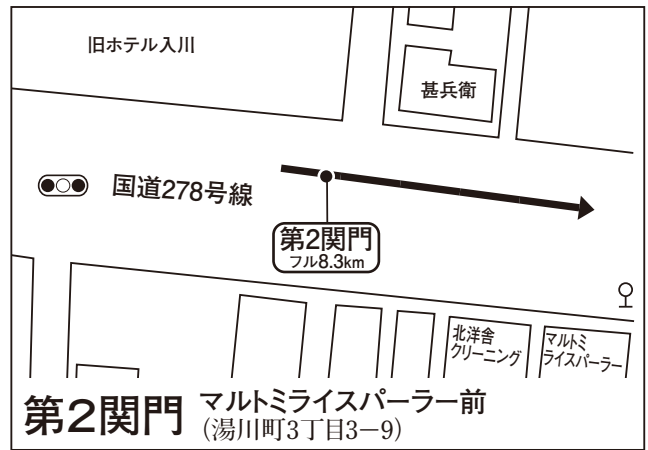 旧ホテル入川
甚兵衛
国道278号線
第2関門
フル8.3km
北洋舎
クリーニング
マルトミ
ライスパーラー
第2関門 マルトミライスパーラー前
(湯川町3丁目3−9)